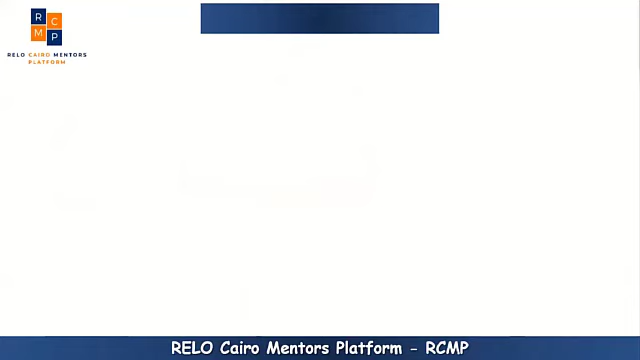 R C
M P
RELO CAIRO MENTORS
PLATFORM
RELO Cairo Mentors Platform - RCMP